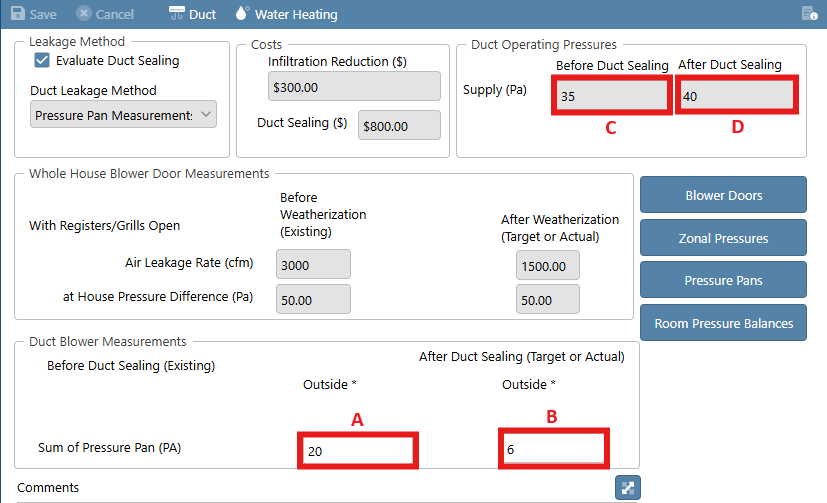 Save Cancel Duct Water Heating
Leakage Method
Evaluate Duct Sealing
Duct Leakage Method
Pressure Pan Measurement:
Costs
Infiltration Reduction ($)
$300.00
Duct Sealing ($) $800.00
Duct Operating Pressures
Before Duct Sealing After Duct Sealing
Supply (Pa) 35 40
C D
Whole House Blower Door Measurements
With Registers/Grills Open
Before
Weatherization
(Existing)
After Weatherization
(Target or Actual)
Air Leakage Rate (cfm) 3000 1500.00
at House Pressure Difference (Pa) 50.00 50.00
Blower Doors
Zonal Pressures
Pressure Pans
Room Pressure Balances
Duct Blower Measurements
Before Duct Sealing (Existing) After Duct Sealing (Target or Actual)
Outside * Outside *
A B
Sum of Pressure Pan (PA) 20 6
Comments